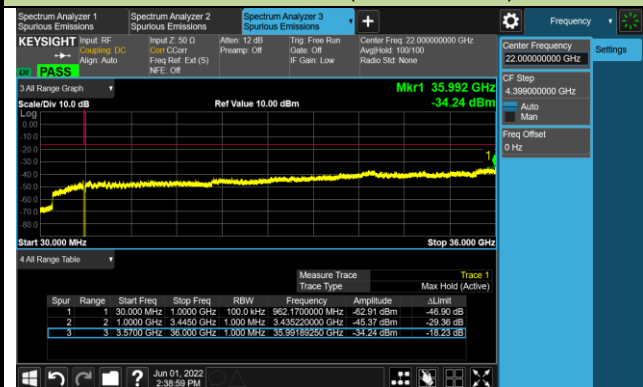 Spectrum Analyzer 1
Spurious Emissions
Spectrum Analyzer 2
Spurious Emissions
Spectrum Analyzer 3
Spurious Emissions
Frequency
KEYSIGHT
Input: RF
Coupling: DC
Align: Auto
Input Z: 50 Ω
Corr CCorr
Freq Ref: Ext (S)
NFE: Off
Atten: 12 dB
Preamp: Off
Trig: Free Run
Gate: Off
IF Gain: Low
Center Freq: 22.000000000 GHz
Avg|Hold: 100/100
Radio Std: None
PASS
Center Frequency
22.000000000 GHz
Settings
CF Step
4.399000000 GHz
Auto
Man
Freq Offset
0 Hz
3 All Range Graph
Mkr1 35.992 GHz
Scale/Div 10.0 dB
Ref Value 10.00 dBm
-34.24 dBm
Log
0.00
-10.0
-20.0
-30.0
-40.0
-50.0
-60.0
-70.0
-80.0
1
Start 30.000 MHz
Stop 36.000 GHz
4 All Range Table
Measure Trace
Trace 1
Trace Type
Max Hold (Active)
Spur Range Start Freq Stop Freq RBW Frequency Amplitude ΔLimit
1 1 30.000 MHz 1.0000 GHz 100.0 kHz 962.1700000 MHz -62.91 dBm -46.90 dB
2 2 1.0000 GHz 3.4450 GHz 1.000 MHz 3.435220000 GHz -45.37 dBm -29.36 dB
3 3 3.5700 GHz 36.000 GHz 1.000 MHz 35.99189250 GHz -34.24 dBm -18.23 dB
Jun 01, 2022
2:38:59 PM